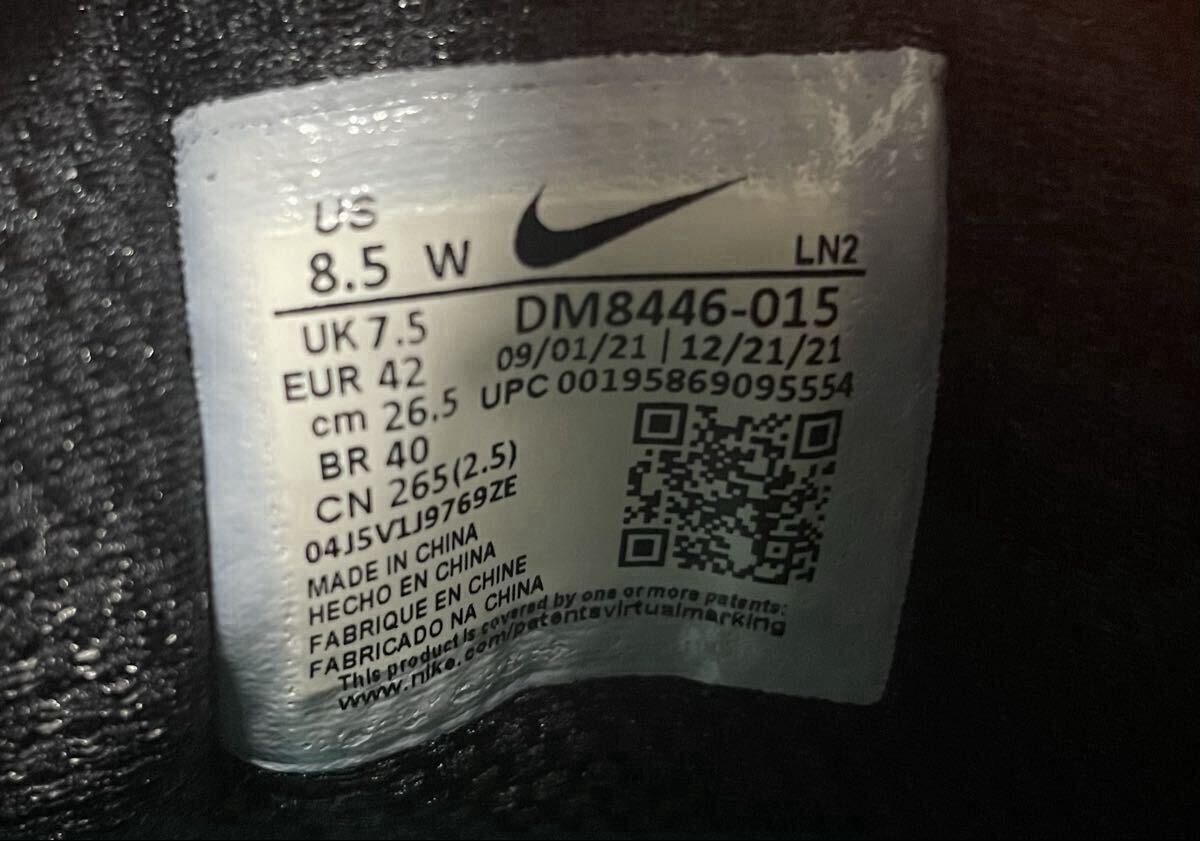 US
8.5 W
LN2
UK 7.5
EUR 42
cm 26.5
BR 40
CN 265(2.5)
04J5V1J9769ZE
DM8446-015
09/01/21 | 12/21/21
UPC 00195869095554
MADE IN CHINA
HECHO EN CHINA
FABRIQUE EN CHINE
FABRICADO NA CHINA
This product is covered by one or more patents:
www.nike.com/patentsvirtualmarking